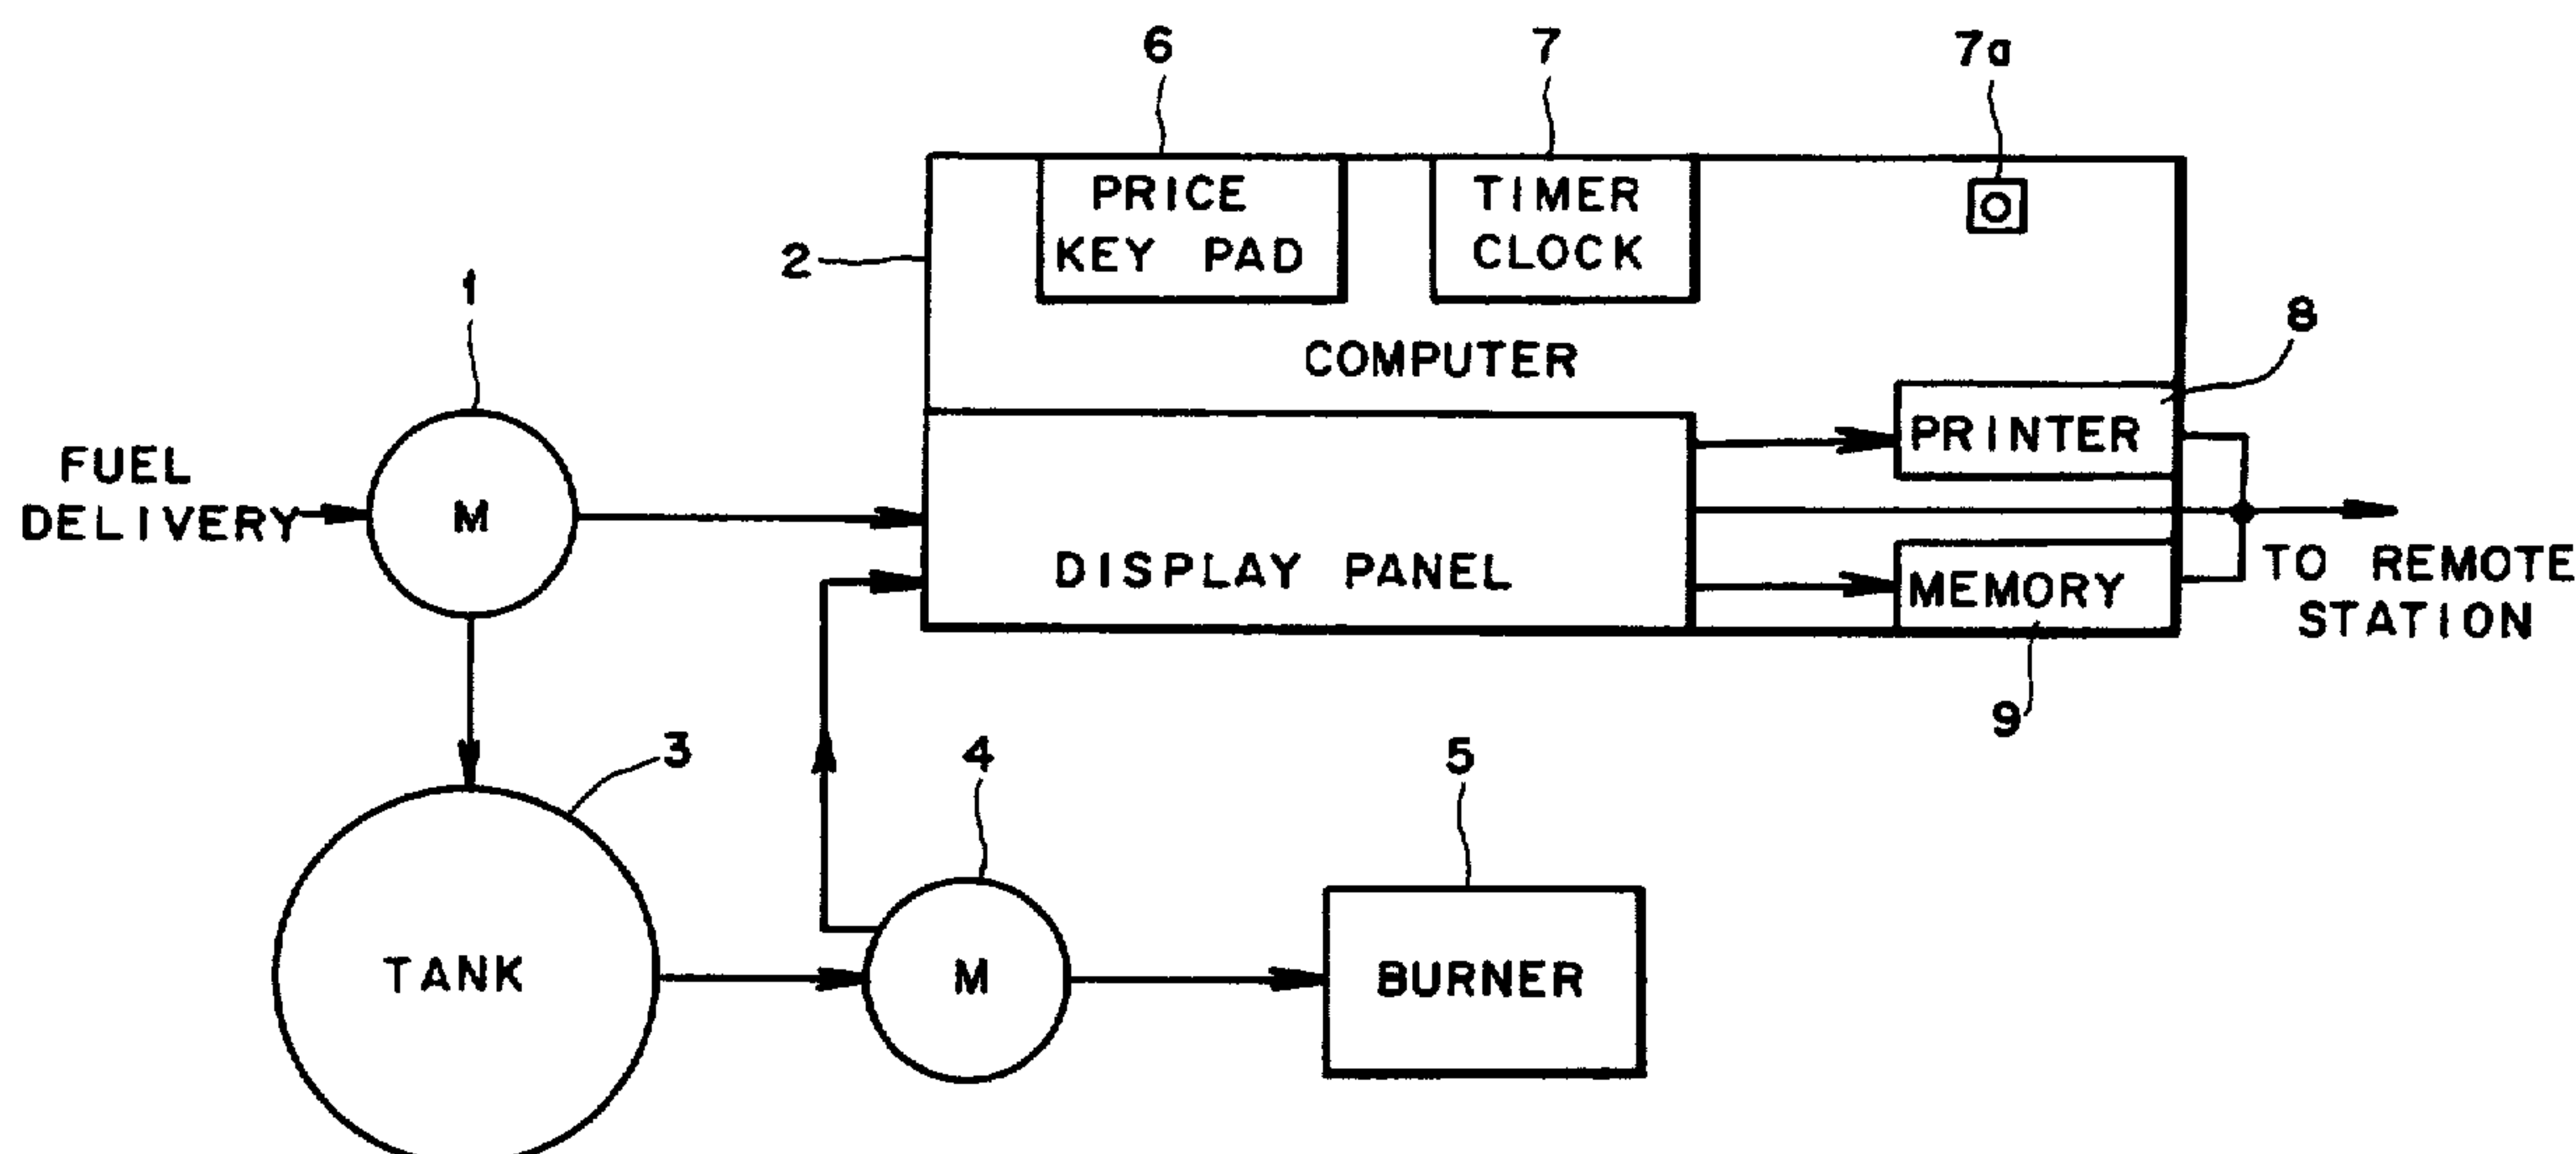 6
7
7a
PRICE
KEY PAD
TIMER
CLOCK
2
1
8
COMPUTER
PRINTER
FUEL
DELIVERY
M
DISPLAY PANEL
MEMORY
TO REMOTE
STATION
9
3
4
5
TANK
M
BURNER